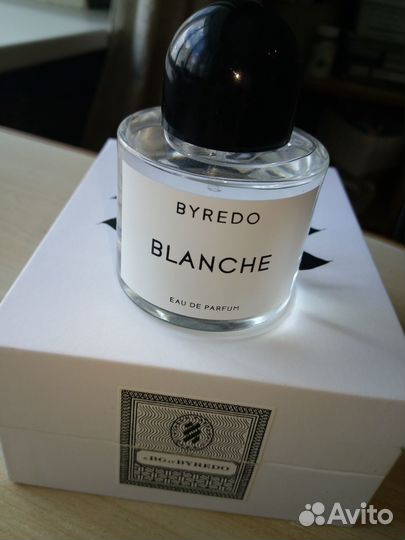 BYREDO
BLANCHE
EAU DE PARFUM
BYREDO
Avito